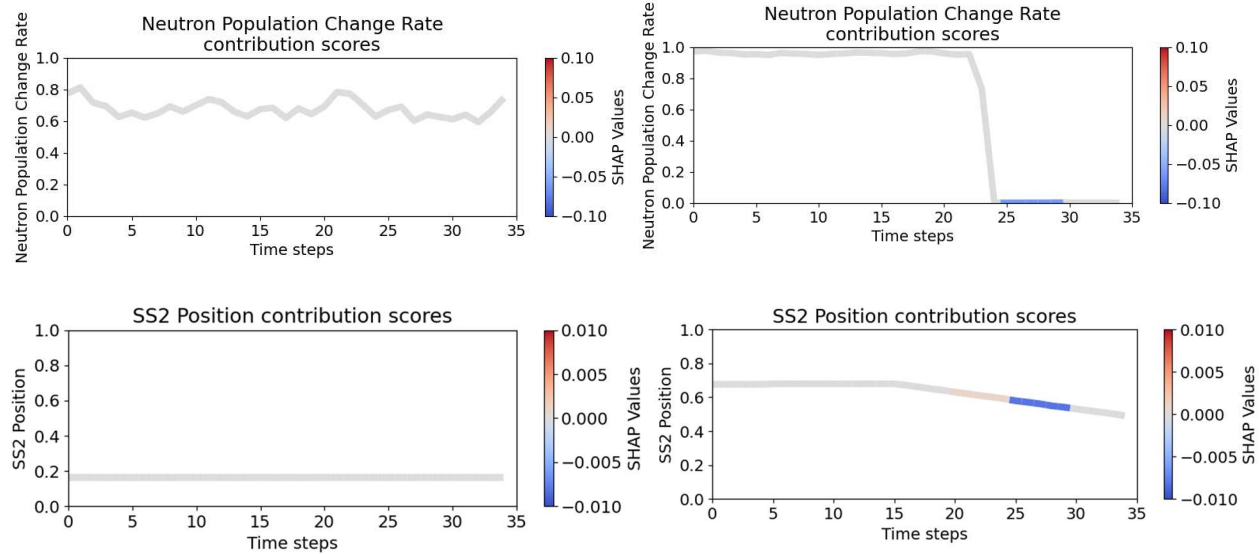 Neutron Population Change Rate
contribution scores
Neutron Population Change Rate
1.0
0.8
0.6
0.4
0.2
0.0
0 5 10 15 20 25 30 35
Time steps
0.10
0.05
0.00
−0.05
−0.10
SHAP Values
Neutron Population Change Rate
contribution scores
Neutron Population Change Rate
1.0
0.8
0.6
0.4
0.2
0.0
0 5 10 15 20 25 30 35
Time steps
0.10
0.05
0.00
−0.05
−0.10
SHAP Values
SS2 Position contribution scores
SS2 Position
1.0
0.8
0.6
0.4
0.2
0.0
0 5 10 15 20 25 30 35
Time steps
0.010
0.005
0.000
−0.005
−0.010
SHAP Values
SS2 Position contribution scores
SS2 Position
1.0
0.8
0.6
0.4
0.2
0.0
0 5 10 15 20 25 30 35
Time steps
0.010
0.005
0.000
−0.005
−0.010
SHAP Values